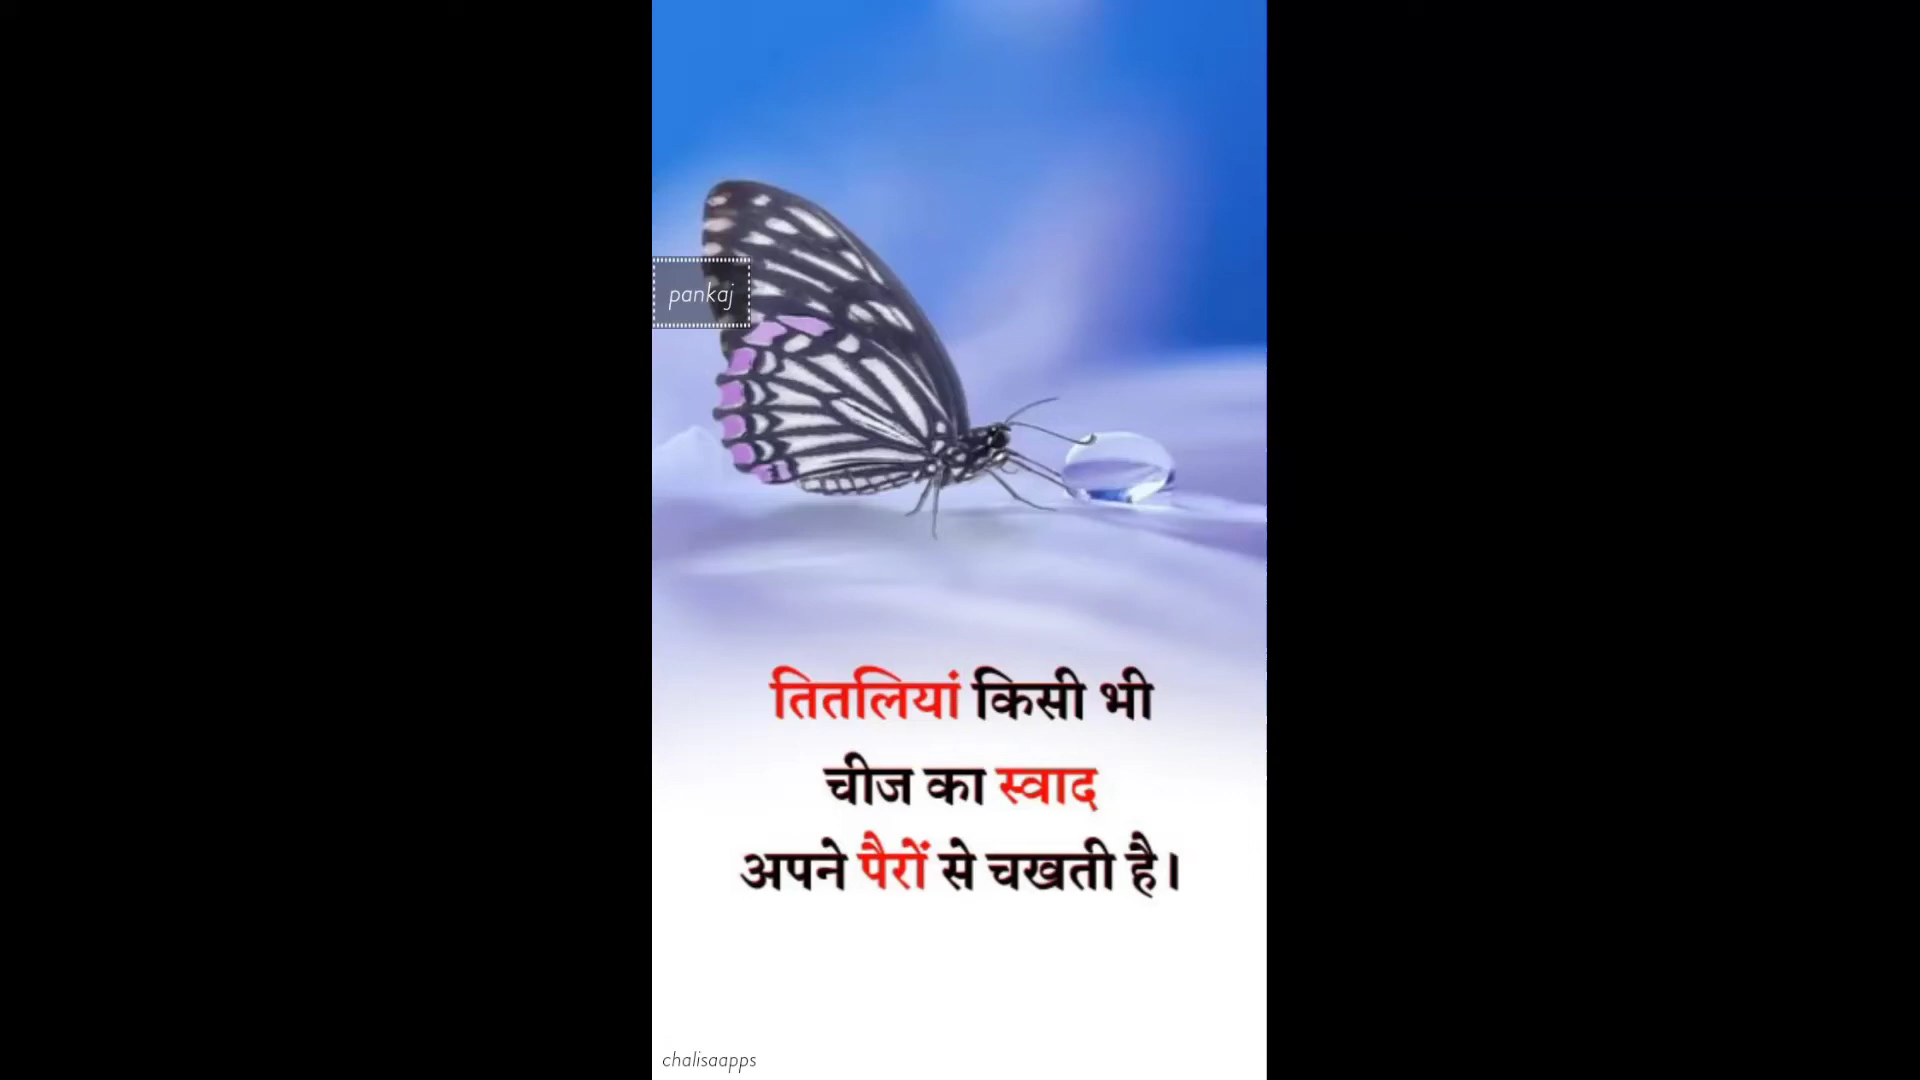 pankaj
तितलियां किसी भी
चीज का स्वाद
अपने पैरों से चखती है।
chalisaapps